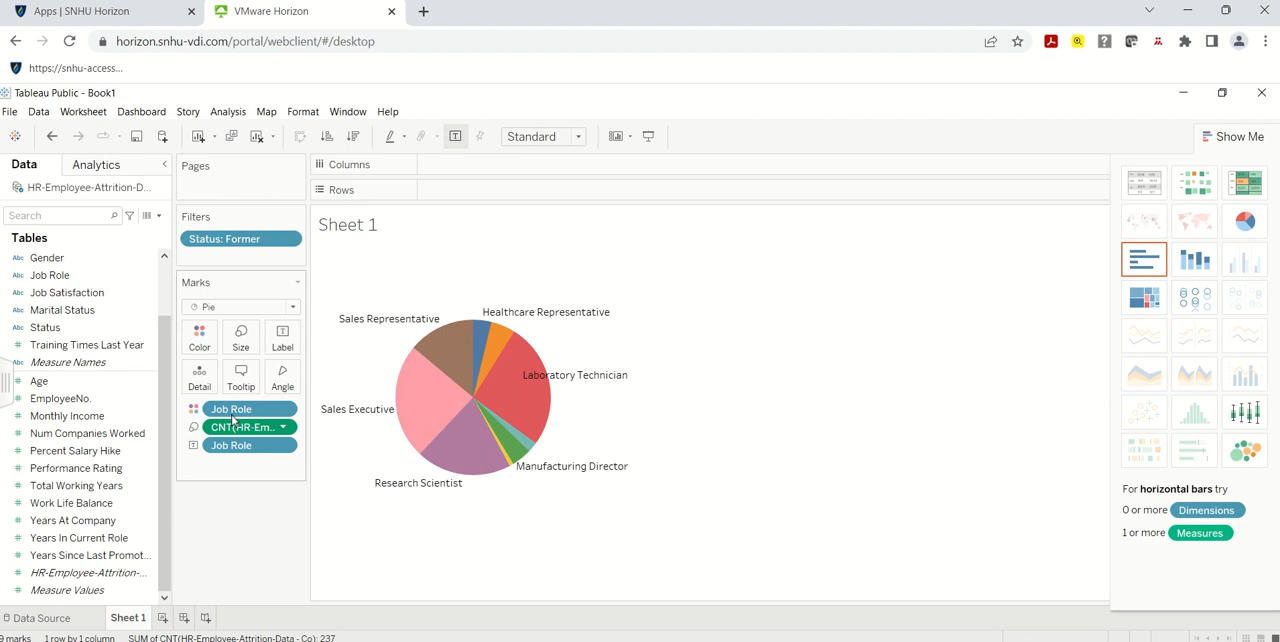 Apps | SNHU Horizon
VMware Horizon
horizon.snhu-vdi.com/portal/webclient/#/desktop
https://snhu-access...
Tableau Public - Book1
File Data Worksheet Dashboard Story Analysis Map Format Window Help
Standard
Show Me
Data Analytics
HR-Employee-Attrition-D...
Search
Tables
Abc Gender
Abc Job Role
Abc Job Satisfaction
Abc Marital Status
Abc Status
# Training Times Last Year
Abc Measure Names
# Age
# EmployeeNo.
# Monthly Income
# Num Companies Worked
# Percent Salary Hike
# Performance Rating
# Total Working Years
# Work Life Balance
# Years At Company
# Years In Current Role
# Years Since Last Promot...
# HR-Employee-Attrition-...
# Measure Values
Pages
Filters
Status: Former
Marks
Pie
Color Size Label
Detail Tooltip Angle
Job Role
CNT(HR-Em..
Job Role
Columns
Rows
Sheet 1
Healthcare Representative
Sales Representative
Laboratory Technician
Sales Executive
Manufacturing Director
Research Scientist
For horizontal bars try
0 or more Dimensions
1 or more Measures
Data Source Sheet 1
9 marks 1 row by 1 column SUM of CNT(HR-Employee-Attrition-Data - Co): 237